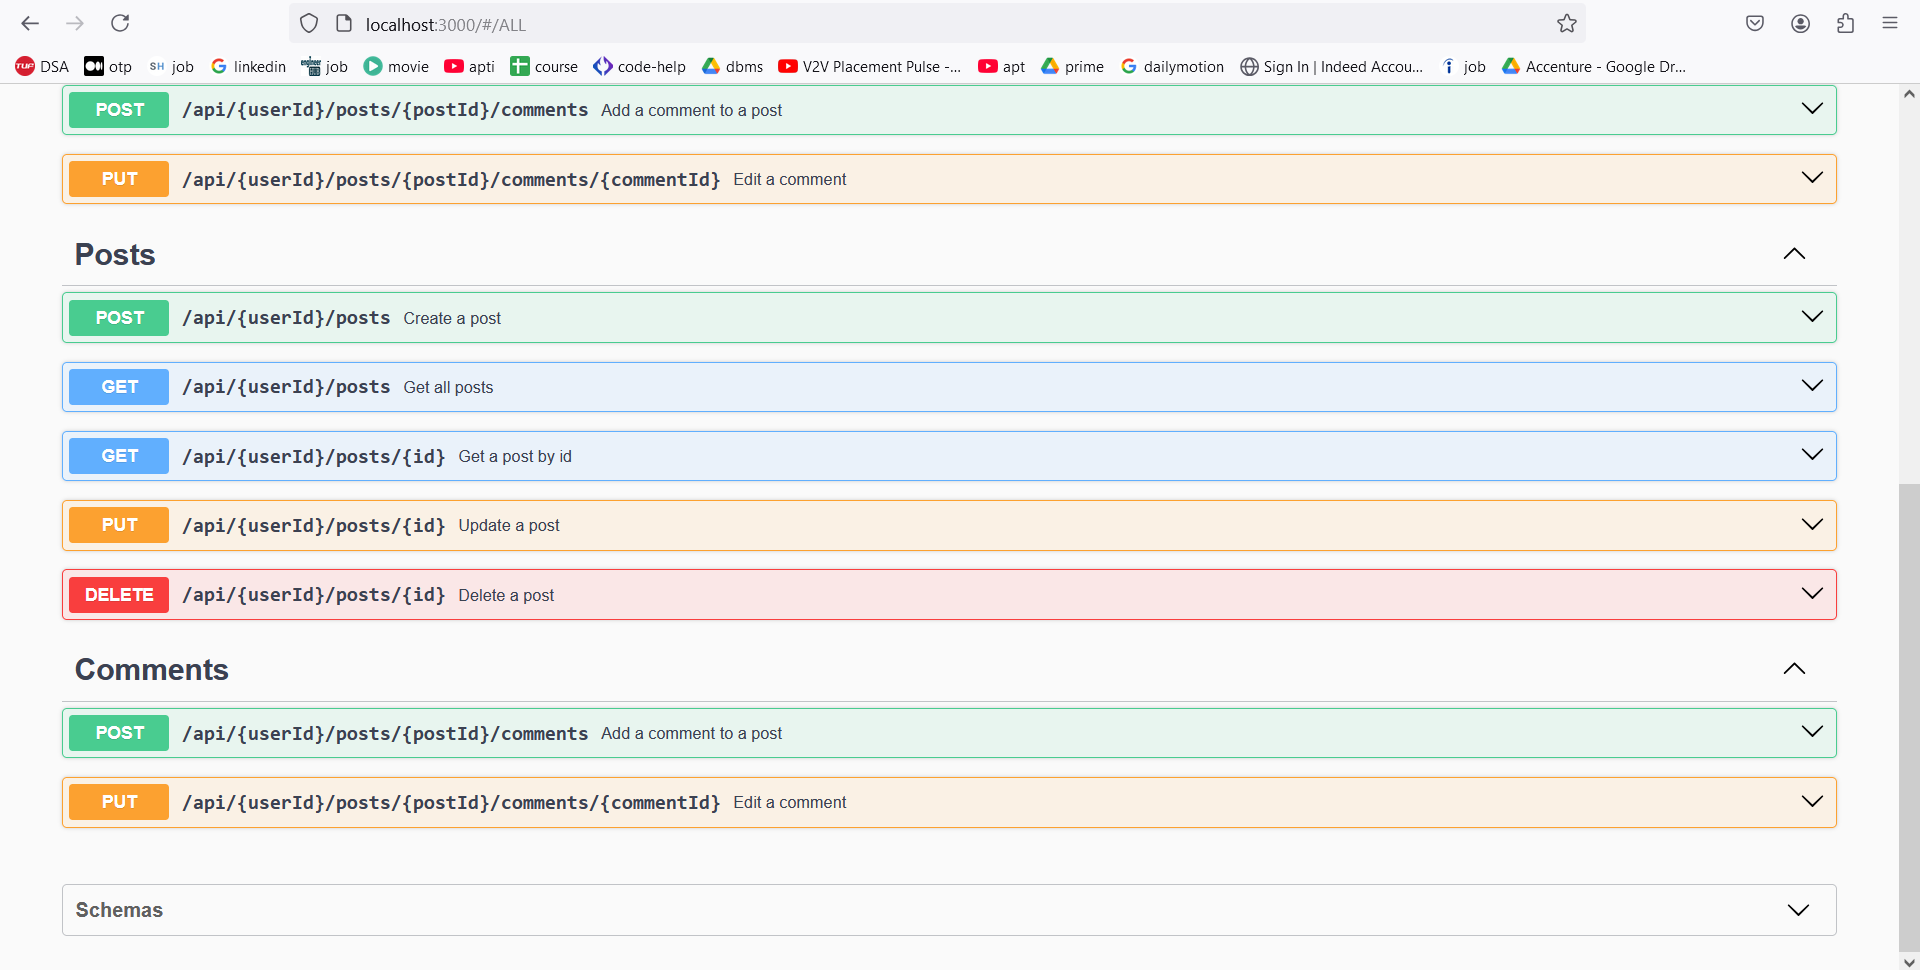 localhost:3000/#/ALL
DSA otp SH job linkedin engineer job movie apti course code-help dbms V2V Placement Pulse -... apt prime dailymotion Sign In | Indeed Accou... job Accenture - Google Dr...
POST /api/{userId}/posts/{postId}/comments Add a comment to a post
PUT /api/{userId}/posts/{postId}/comments/{commentId} Edit a comment
Posts
POST /api/{userId}/posts Create a post
GET /api/{userId}/posts Get all posts
GET /api/{userId}/posts/{id} Get a post by id
PUT /api/{userId}/posts/{id} Update a post
DELETE /api/{userId}/posts/{id} Delete a post
Comments
POST /api/{userId}/posts/{postId}/comments Add a comment to a post
PUT /api/{userId}/posts/{postId}/comments/{commentId} Edit a comment
Schemas